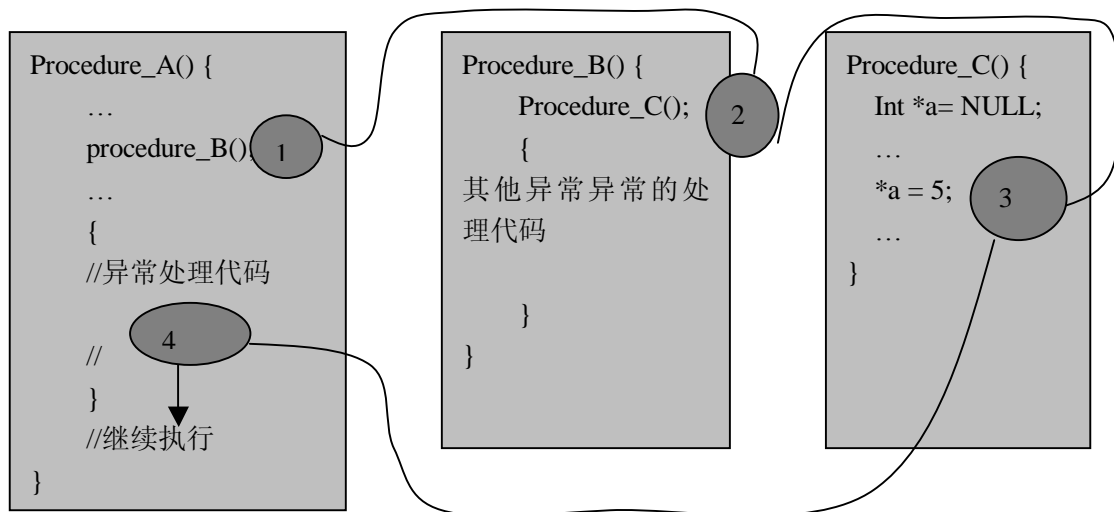 Procedure_A() {
…
procedure_B();
1
…
{
//异常处理代码
4
//
}
//继续执行
}
Procedure_B() {
Procedure_C();
2
{
其他异常异常的处
理代码
}
}
Procedure_C() {
Int *a= NULL;
…
*a = 5;
3
…
}